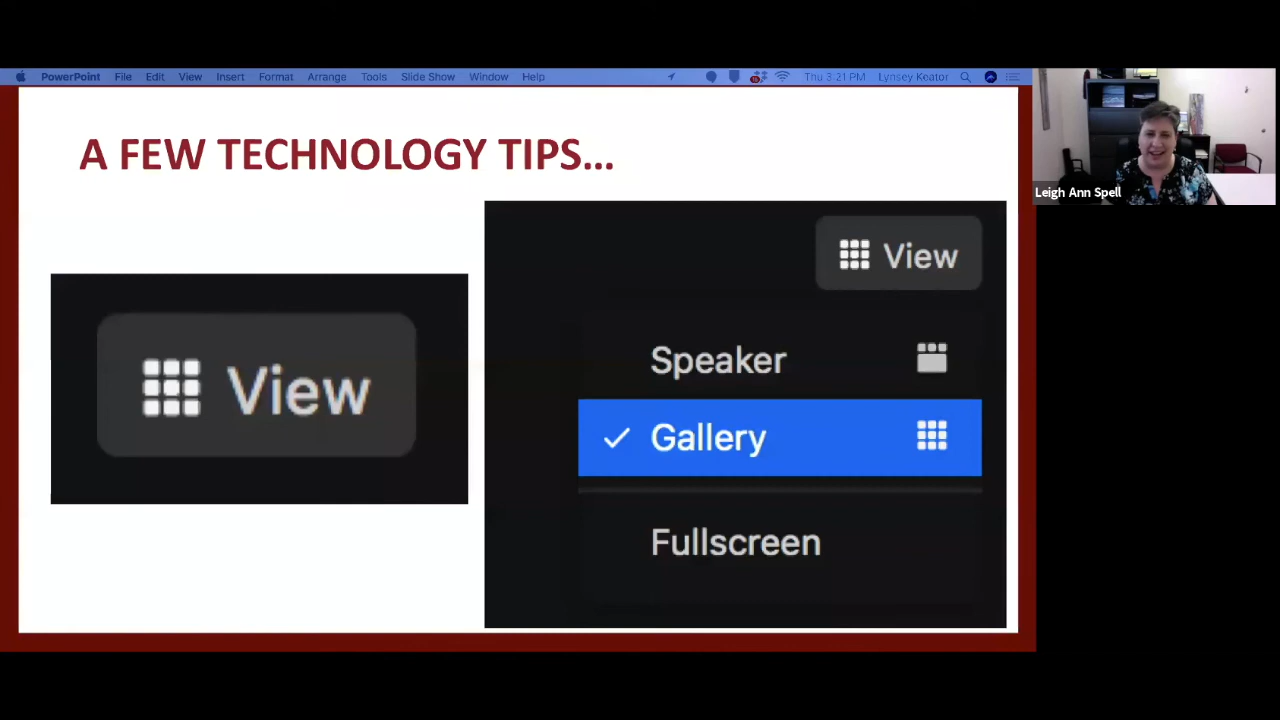 PowerPoint File Edit View Insert Format Arrange Tools Slide Show Window Help Thu 3:21 PM Lynsey Keator
A FEW TECHNOLOGY TIPS...
Leigh Ann Spell
View
View
Speaker
Gallery
Fullscreen